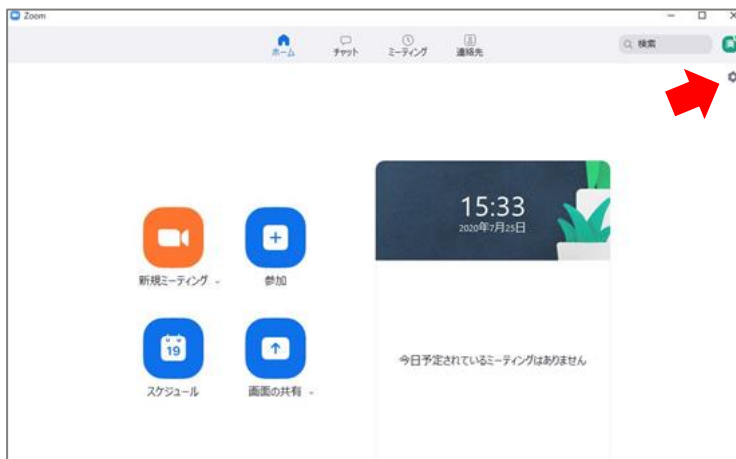 Zoom
ホーム
チャット
ミーティング
連絡先
検索
15:33
2020年7月25日
新規ミーティング
参加
19
スケジュール
画面の共有
今日予定されているミーティングはありません